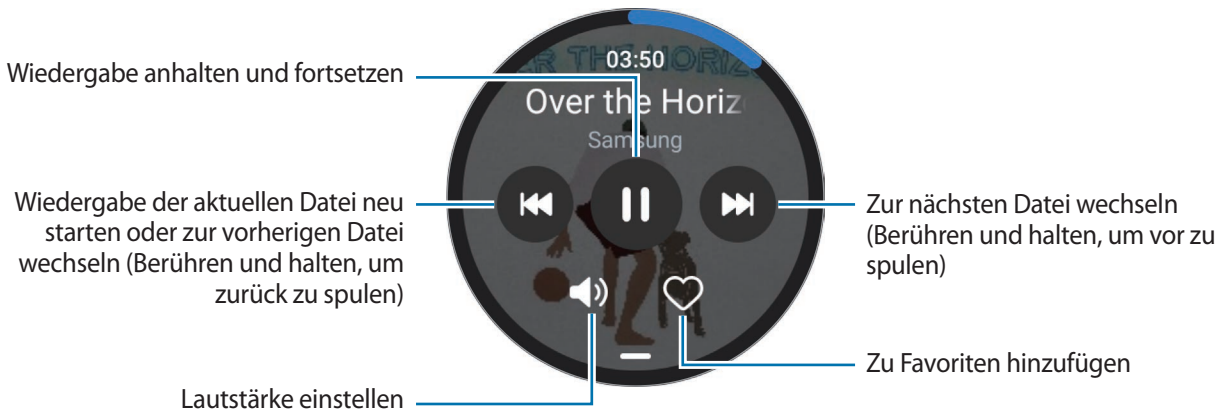 Wiedergabe anhalten und fortsetzen
Wiedergabe der aktuellen Datei neu
starten oder zur vorherigen Datei
wechseln (Berühren und halten, um
zurück zu spulen)
Lautstärke einstellen
03:50
Over the Horiz
Samsung
Zur nächsten Datei wechseln
(Berühren und halten, um vor zu
spulen)
Zu Favoriten hinzufügen